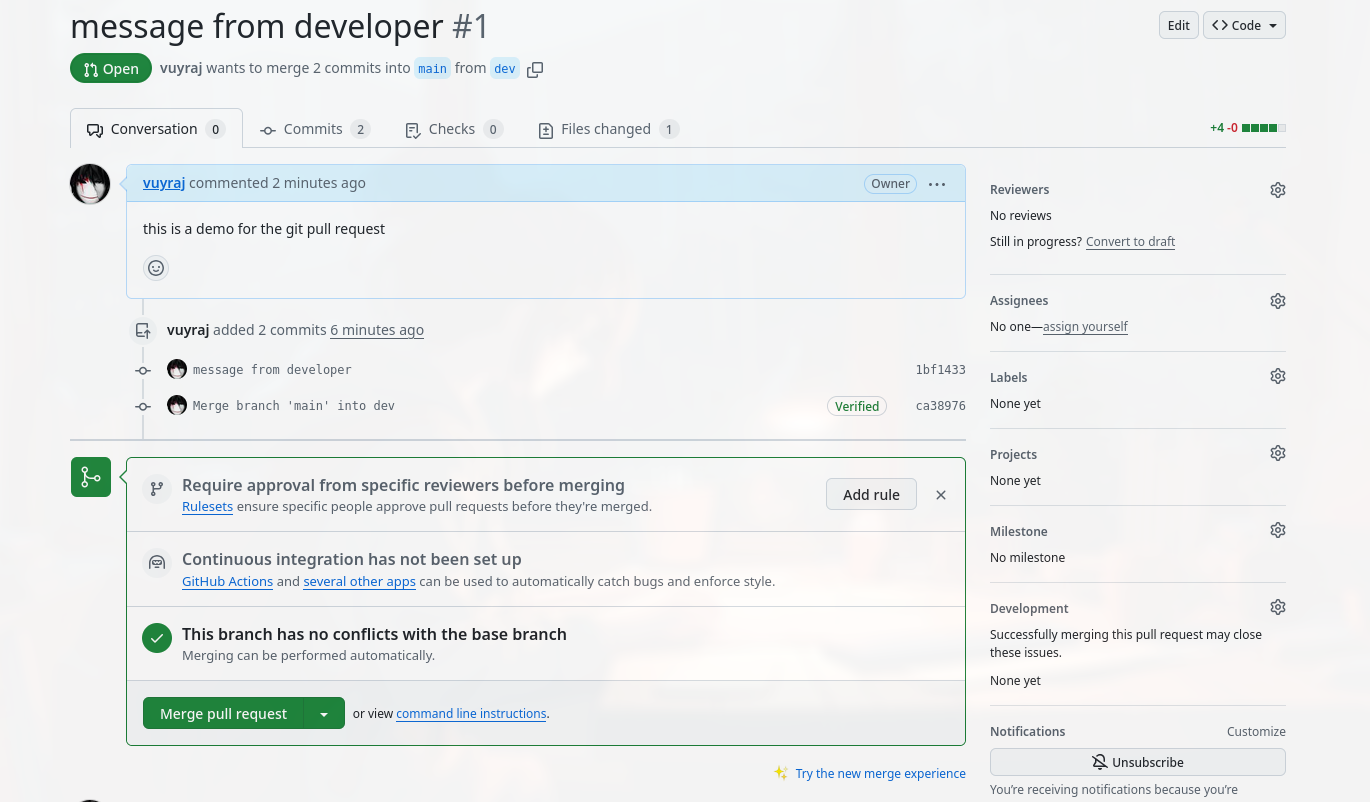 message from developer #1
Edit
Code
Open
vuyraj wants to merge 2 commits into main from dev
Conversation 0
Commits 2
Checks 0
Files changed 1
+4 -0
vuyraj commented 2 minutes ago
Owner
this is a demo for the git pull request
vuyraj added 2 commits 6 minutes ago
message from developer
1bf1433
Merge branch 'main' into dev
Verified
ca38976
Require approval from specific reviewers before merging
Rulesets ensure specific people approve pull requests before they're merged.
Add rule
Continuous integration has not been set up
GitHub Actions and several other apps can be used to automatically catch bugs and enforce style.
This branch has no conflicts with the base branch
Merging can be performed automatically.
Merge pull request
or view command line instructions.
Try the new merge experience
Reviewers
No reviews
Still in progress? Convert to draft
Assignees
No one—assign yourself
Labels
None yet
Projects
None yet
Milestone
No milestone
Development
Successfully merging this pull request may close
these issues.
None yet
Notifications
Customize
Unsubscribe
You’re receiving notifications because you’re